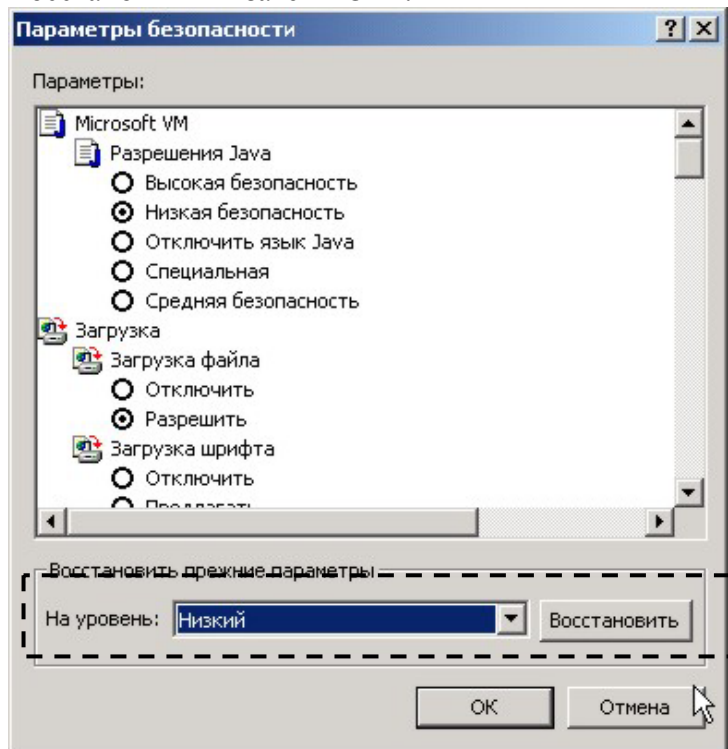 Параметры безопасности
Параметры:
Microsoft VM
Разрешения Java
Высокая безопасность
Низкая безопасность
Отключить язык Java
Специальная
Средняя безопасность
Загрузка
Загрузка файла
Отключить
Разрешить
Загрузка шрифта
Отключить
Восстановить прежние параметры
На уровень: Низкий Восстановить
ОК Отмена